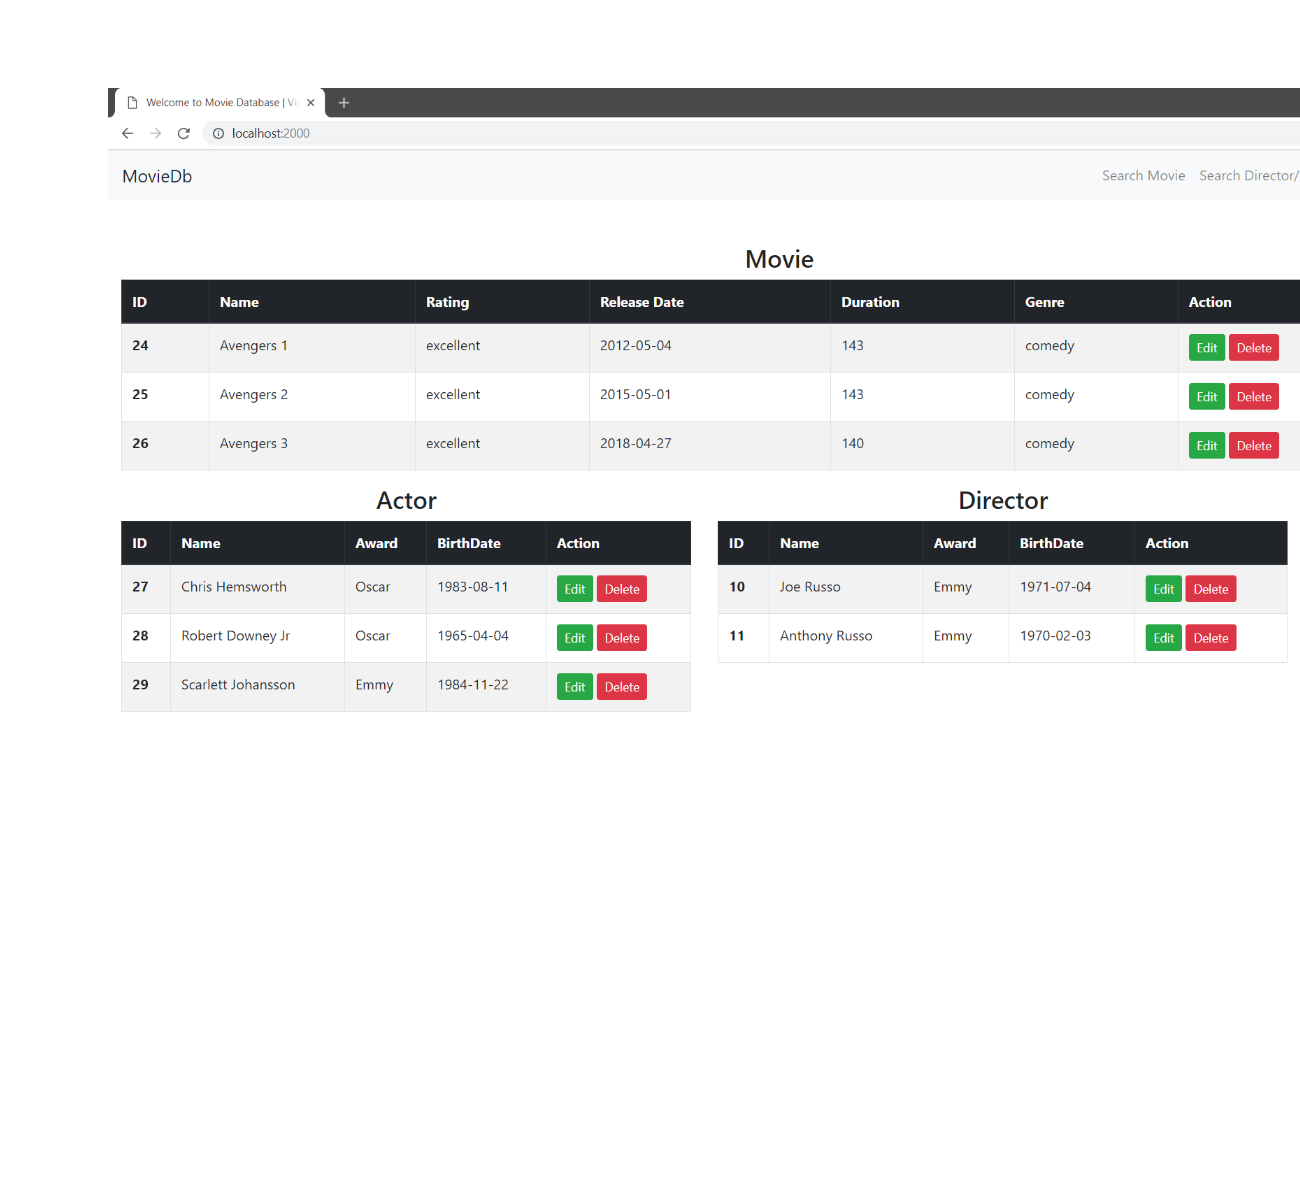 Welcome to Movie Database | Vi
localhost:2000
MovieDb
Search Movie Search Director/
Movie
ID Name Rating Release Date Duration Genre Action
24 Avengers 1 excellent 2012-05-04 143 comedy Edit Delete
25 Avengers 2 excellent 2015-05-01 143 comedy Edit Delete
26 Avengers 3 excellent 2018-04-27 140 comedy Edit Delete
Actor
ID Name Award BirthDate Action
27 Chris Hemsworth Oscar 1983-08-11 Edit Delete
28 Robert Downey Jr Oscar 1965-04-04 Edit Delete
29 Scarlett Johansson Emmy 1984-11-22 Edit Delete
Director
ID Name Award BirthDate Action
10 Joe Russo Emmy 1971-07-04 Edit Delete
11 Anthony Russo Emmy 1970-02-03 Edit Delete